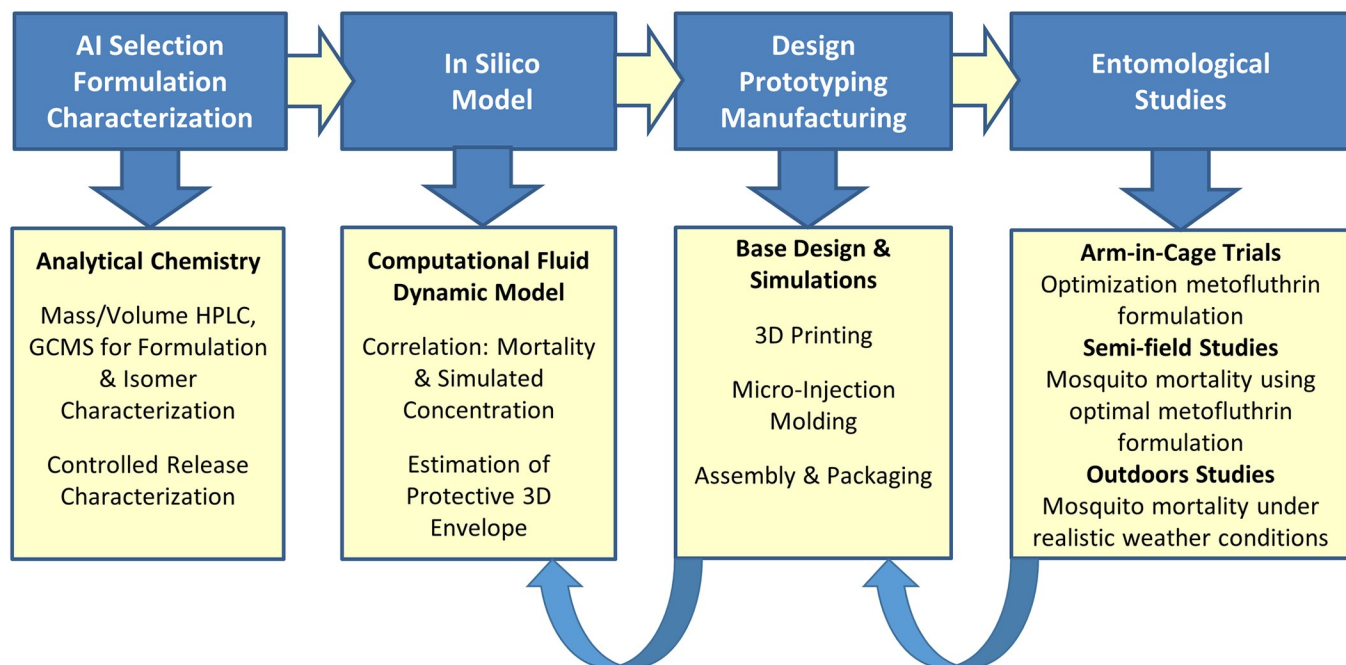 AI Selection
Formulation
Characterization
In Silico
Model
Design
Prototyping
Manufacturing
Entomological
Studies
Analytical Chemistry
Mass/Volume HPLC,
GCMS for Formulation
& Isomer
Characterization
Controlled Release
Characterization
Computational Fluid
Dynamic Model
Correlation: Mortality
& Simulated
Concentration
Estimation of
Protective 3D
Envelope
Base Design &
Simulations
3D Printing
Micro-Injection
Molding
Assembly & Packaging
Arm-in-Cage Trials
Optimization metofluthrin
formulation
Semi-field Studies
Mosquito mortality using
optimal metofluthrin
formulation
Outdoors Studies
Mosquito mortality under
realistic weather conditions